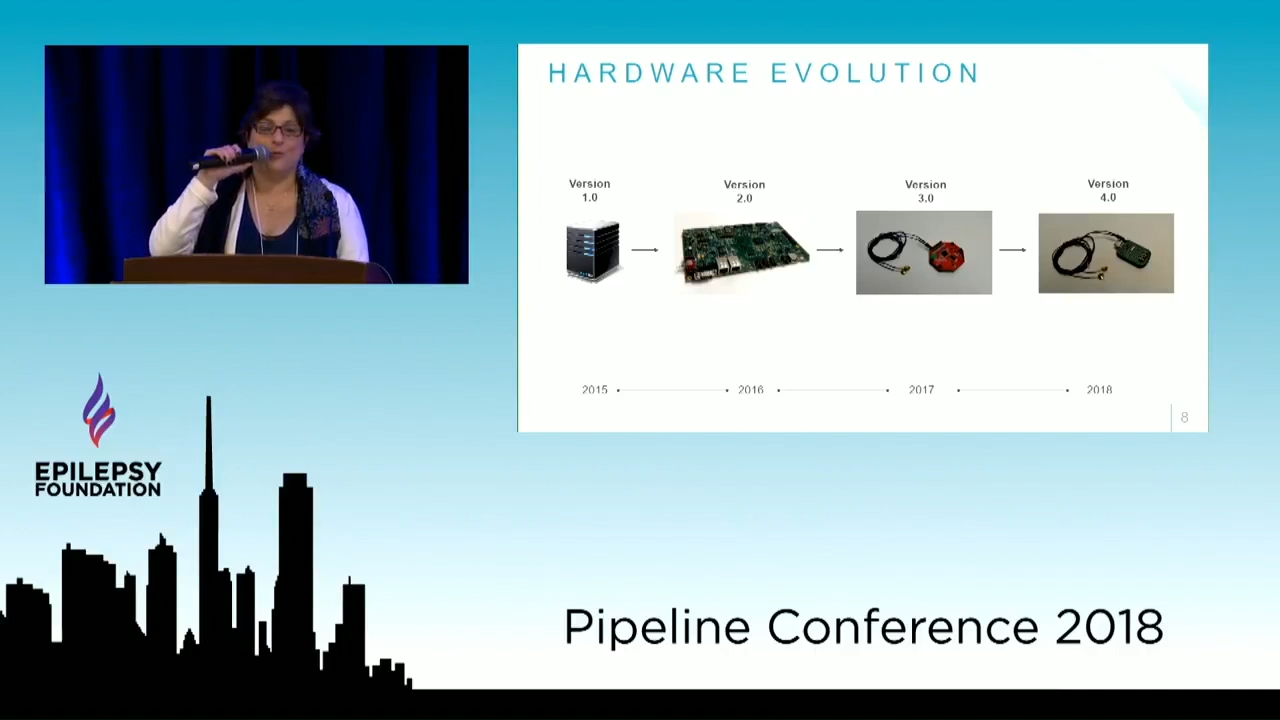 HARDWARE EVOLUTION
Version
1.0
Version
2.0
Version
3.0
Version
4.0
2015
2016
2017
2018
8
EPILEPSY
FOUNDATION
Pipeline Conference 2018